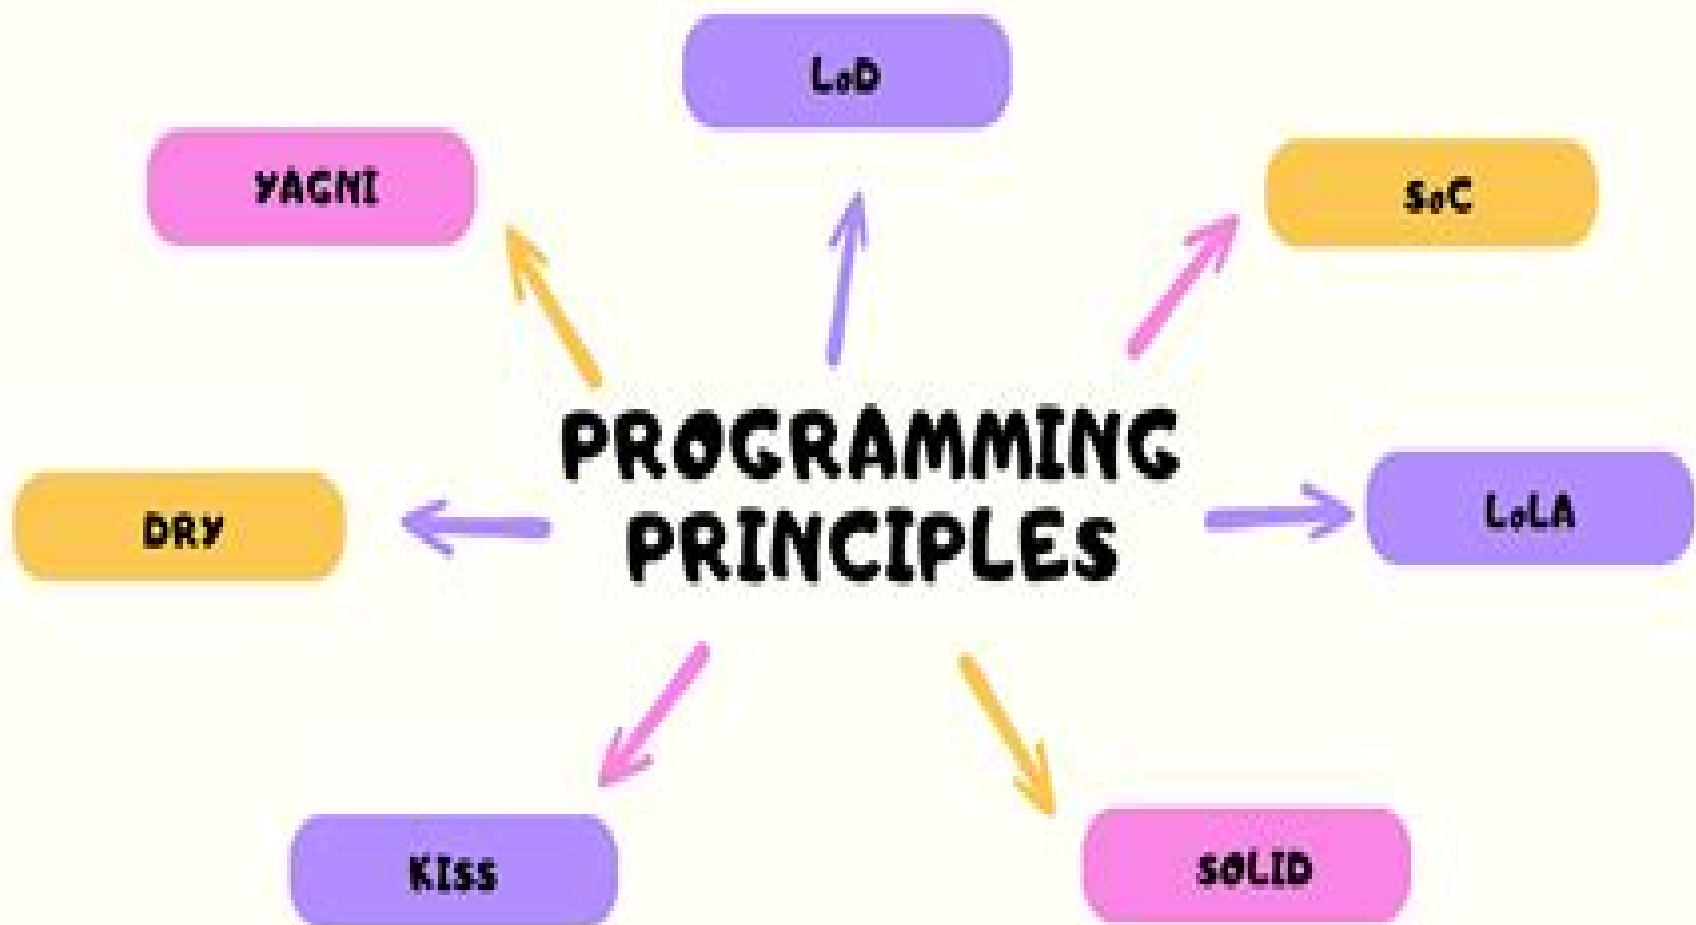 LoD
YAGNI
SoC
PROGRAMMING
PRINCIPLES
DRY
LoLA
KISS
SOLID